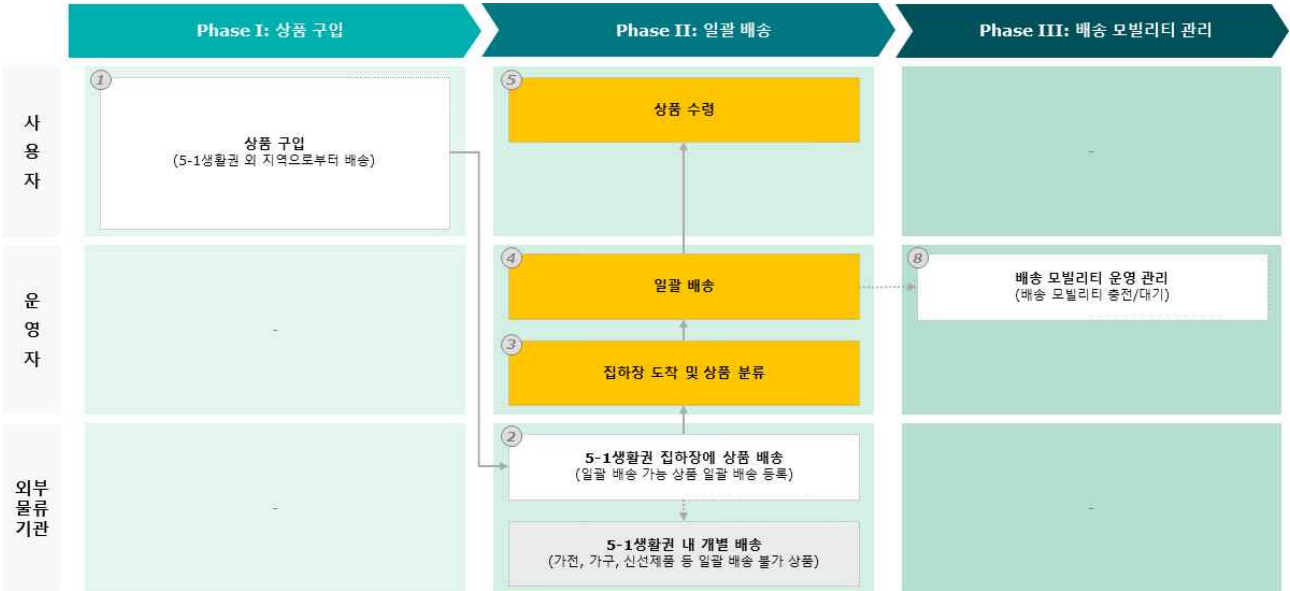 Phase I: 상품 구입
Phase II: 일괄 배송
Phase III: 배송 모빌리티 관리
사
용
자
1
상품 구입
(5-1생활권 외 지역으로부터 배송)
5
상품 수령
-
운
영
자
-
4
일괄 배송
3
집하장 도착 및 상품 분류
8
배송 모빌리티 운영 관리
(배송 모빌리티 충전/대기)
외부
물류
기관
-
2
5-1생활권 집하장에 상품 배송
(일괄 배송 가능 상품 일괄 배송 등록)
5-1생활권 내 개별 배송
(가전, 가구, 신선제품 등 일괄 배송 불가 상품)
-